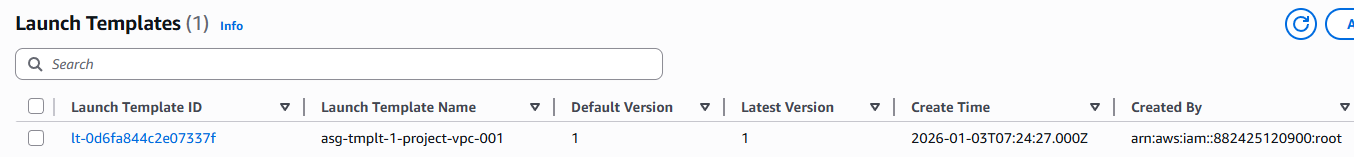 Launch Templates (1) Info
Search
Launch Template ID Launch Template Name Default Version Latest Version Create Time Created By
lt-0d6fa844c2e07337f asg-tmplt-1-project-vpc-001 1 1 2026-01-03T07:24:27.000Z arn:aws:iam::882425120900:root